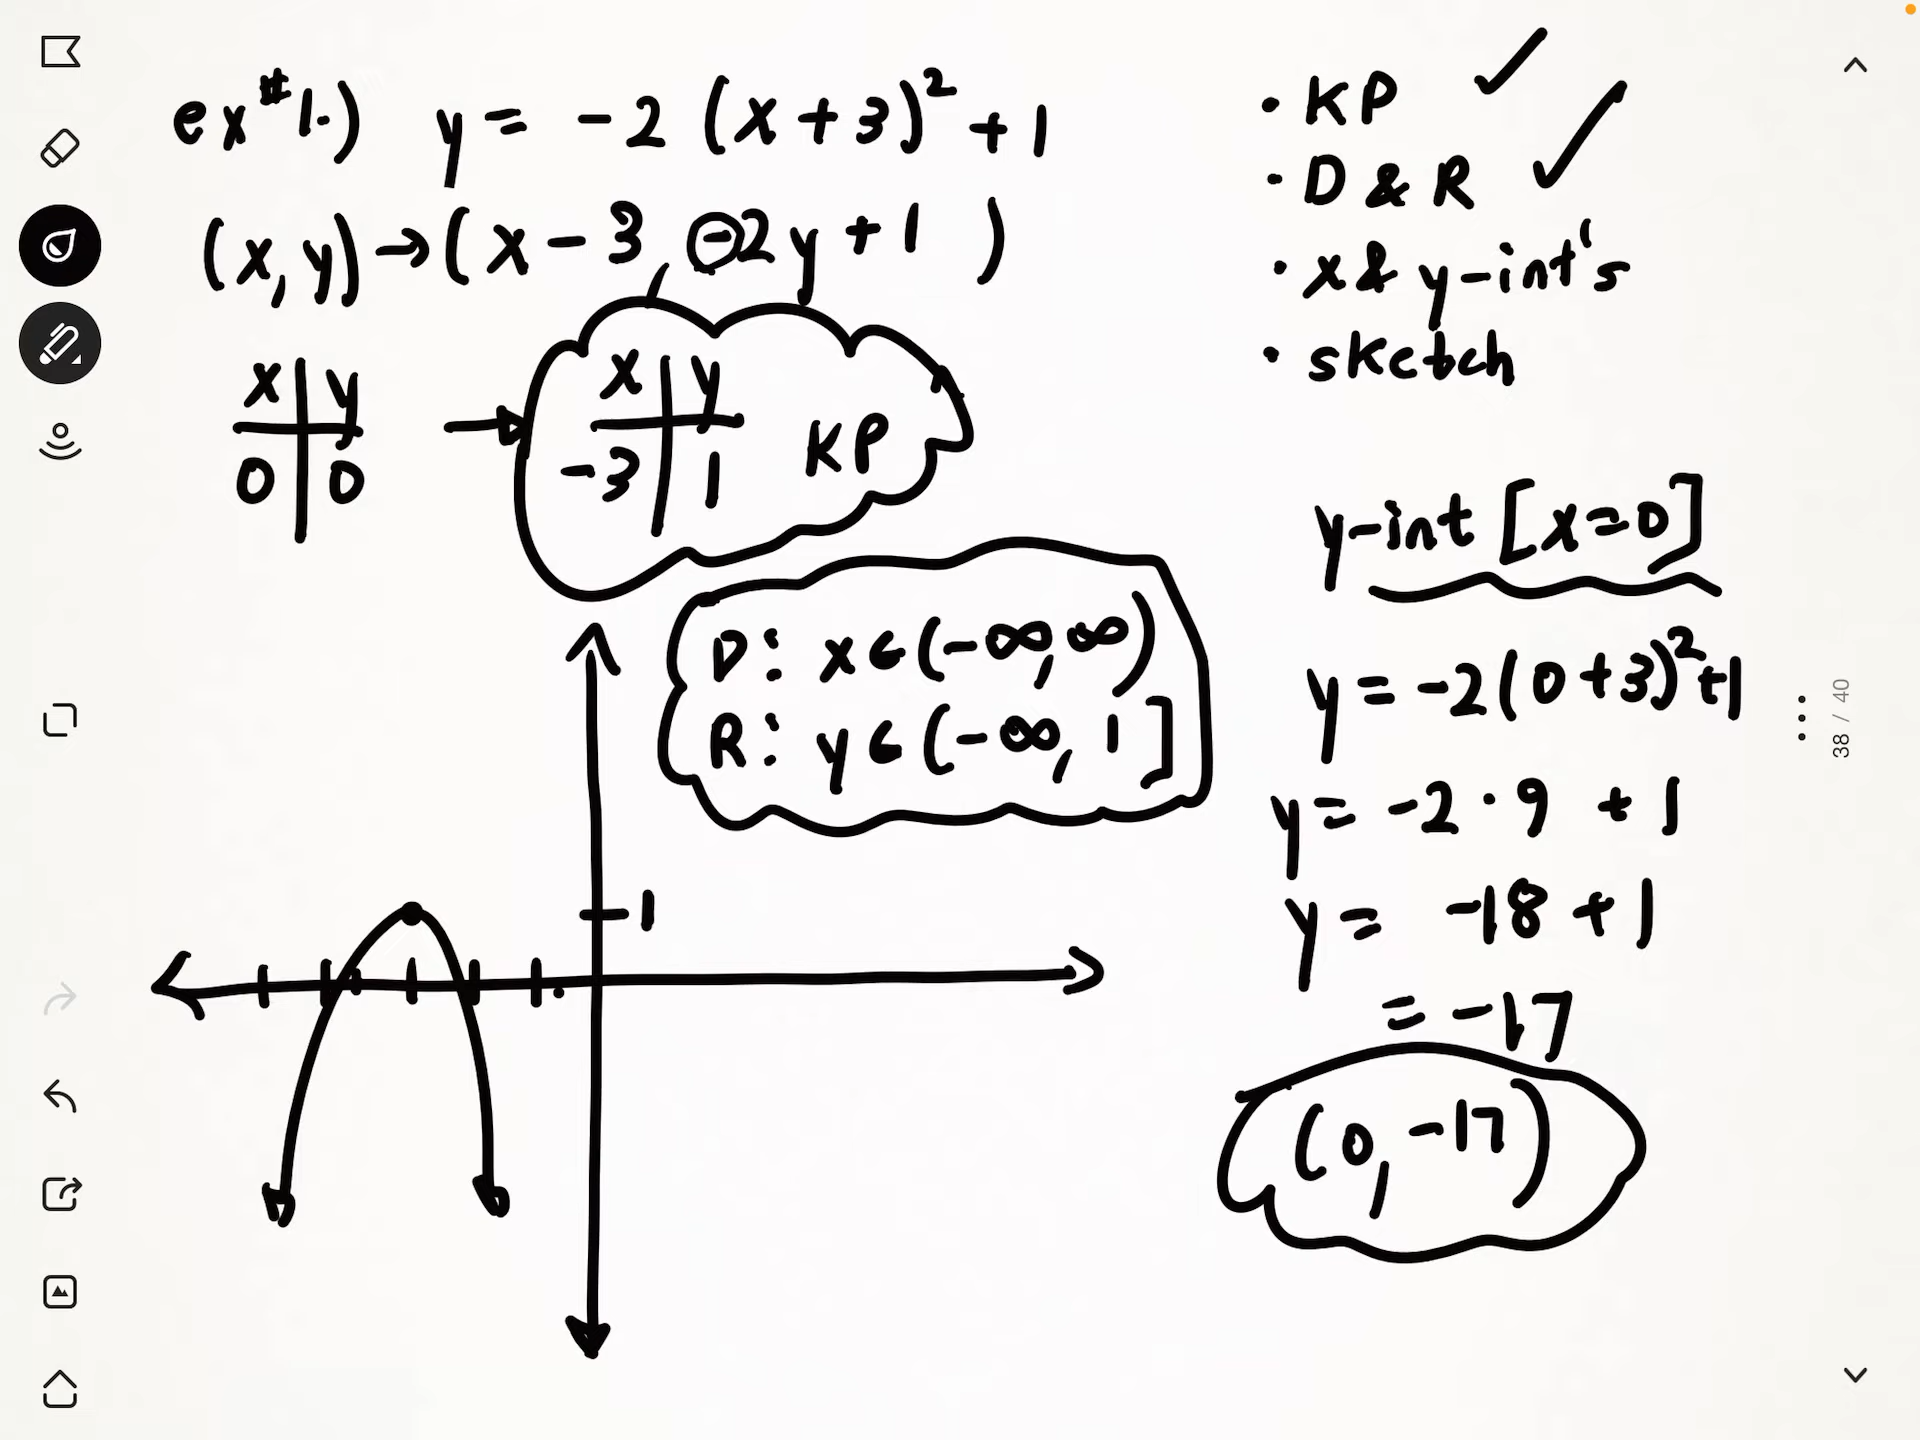 ex#1.) y = -2 (x+3)² + 1
(x, y) → (x - 3, -2y + 1)
x | y → x | y
0 | 0 -3 | 1 KP
D: x ∈ (-∞, ∞)
R: y ∈ (-∞, 1]
1
• KP ✓
• D & R ✓
• x & y-int's
• sketch
y-int [x=0]
y = -2(0+3)²+1
y = -2 · 9 + 1
y = -18 + 1
= -17
(0, -17)
38 / 40